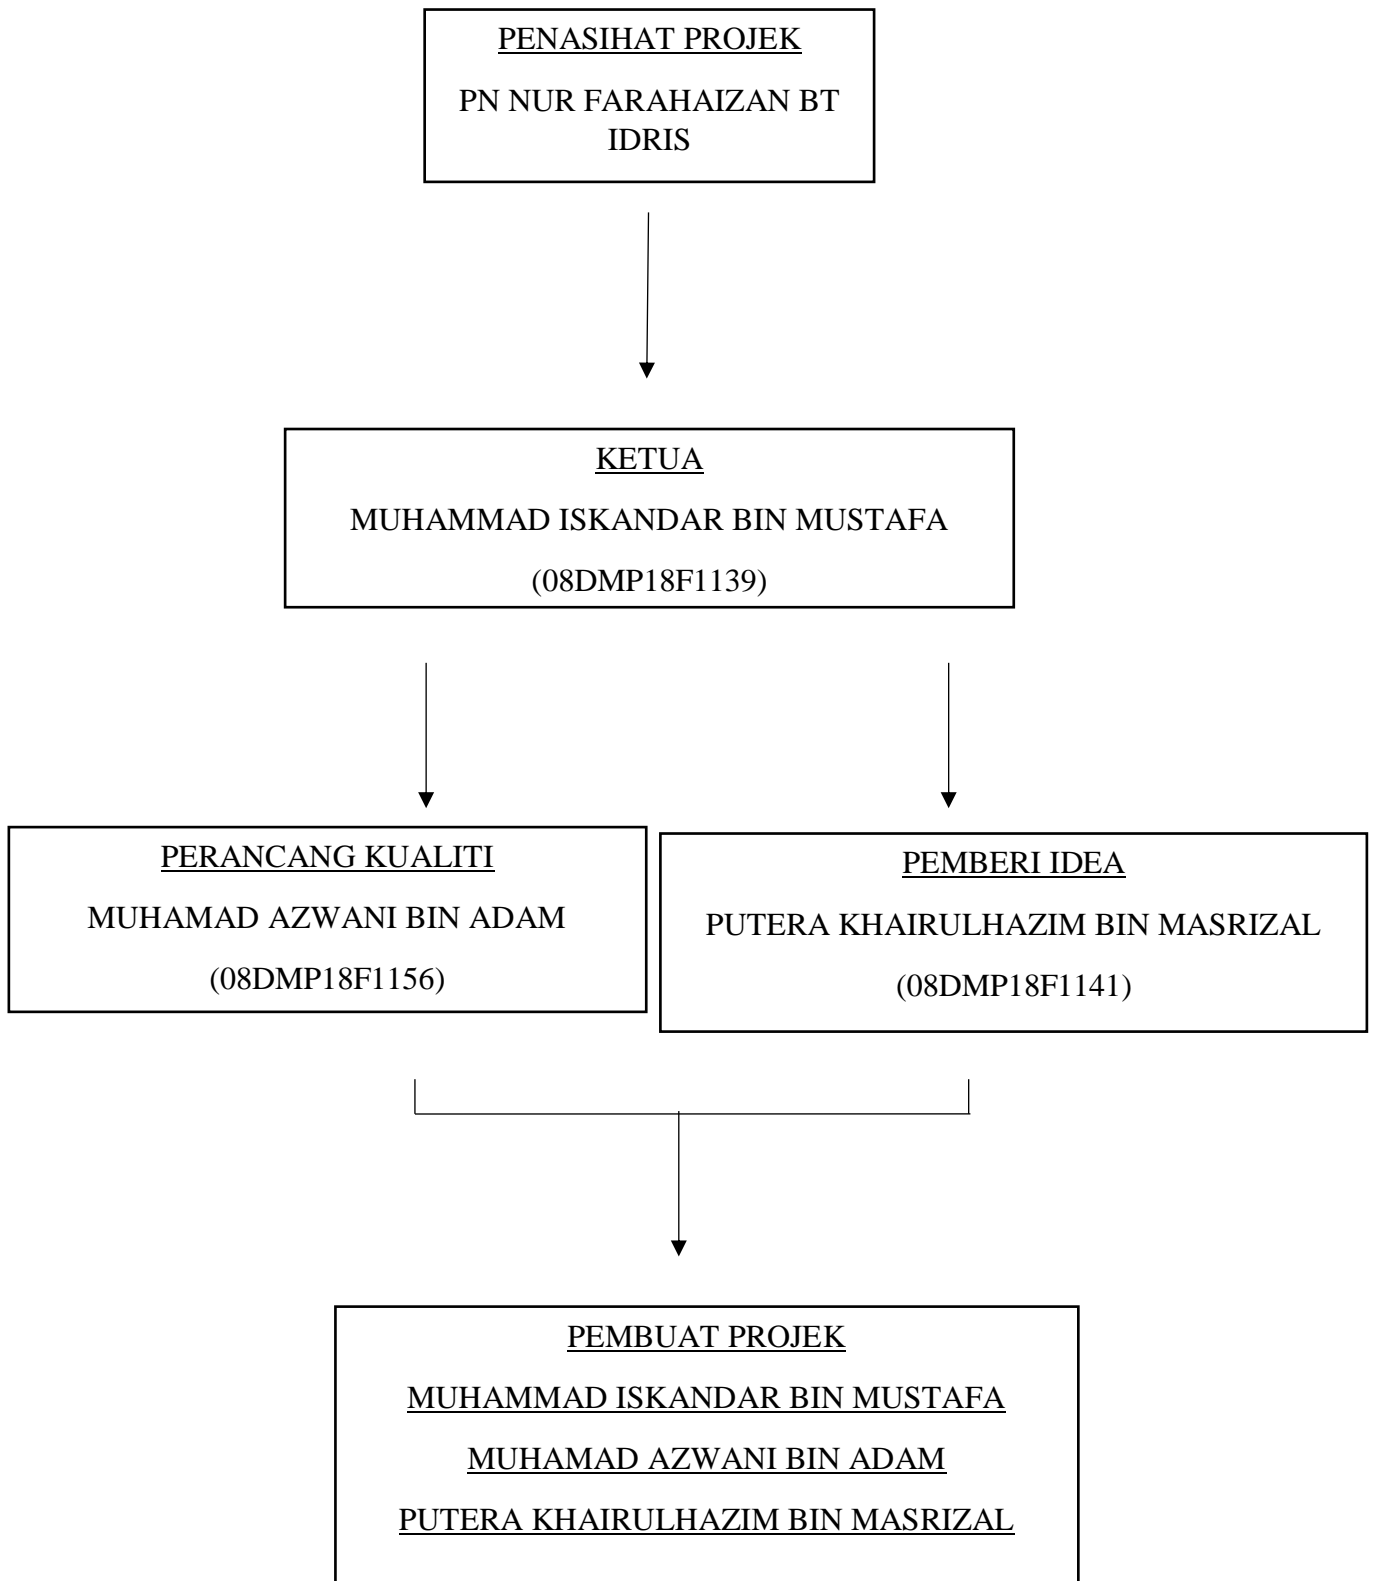 PENASIHAT PROJEK
PN NUR FARAHAIZAN BT
IDRIS
KETUA
MUHAMMAD ISKANDAR BIN MUSTAFA
(08DMP18F1139)
PERANCANG KUALITI
MUHAMAD AZWANI BIN ADAM
(08DMP18F1156)
PEMBERI IDEA
PUTERA KHAIRULHAZIM BIN MASRIZAL
(08DMP18F1141)
PEMBUAT PROJEK
MUHAMMAD ISKANDAR BIN MUSTAFA
MUHAMAD AZWANI BIN ADAM
PUTERA KHAIRULHAZIM BIN MASRIZAL